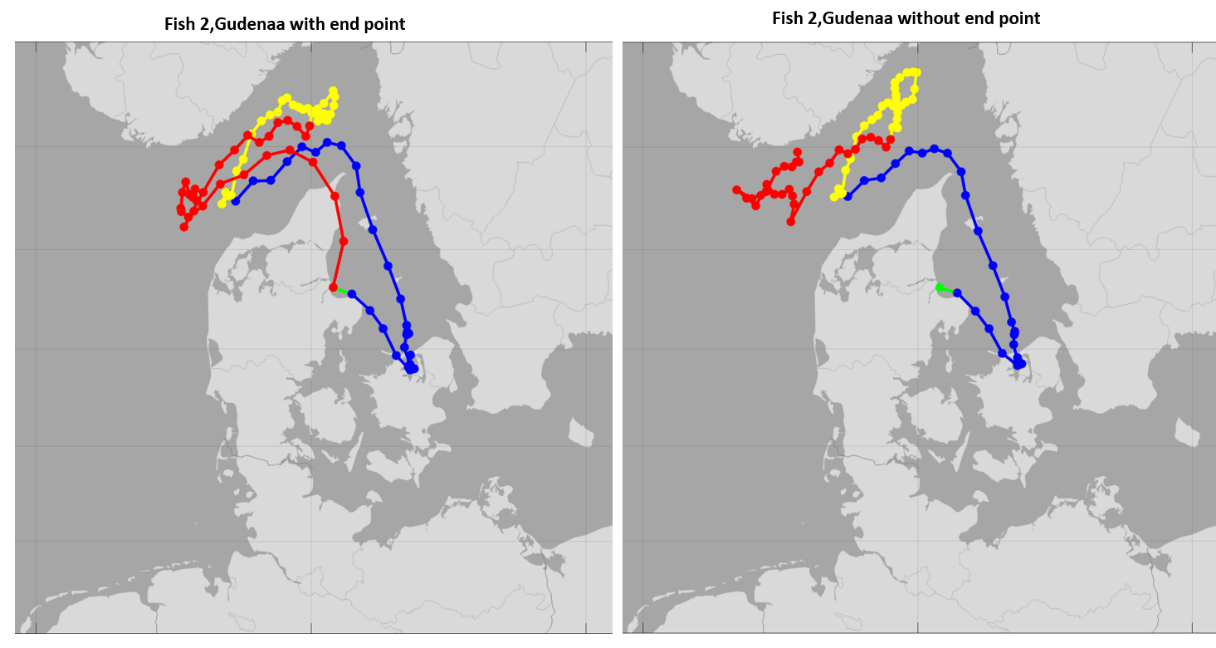 Fish 2,Gudenaa with end point
Fish 2,Gudenaa without end point